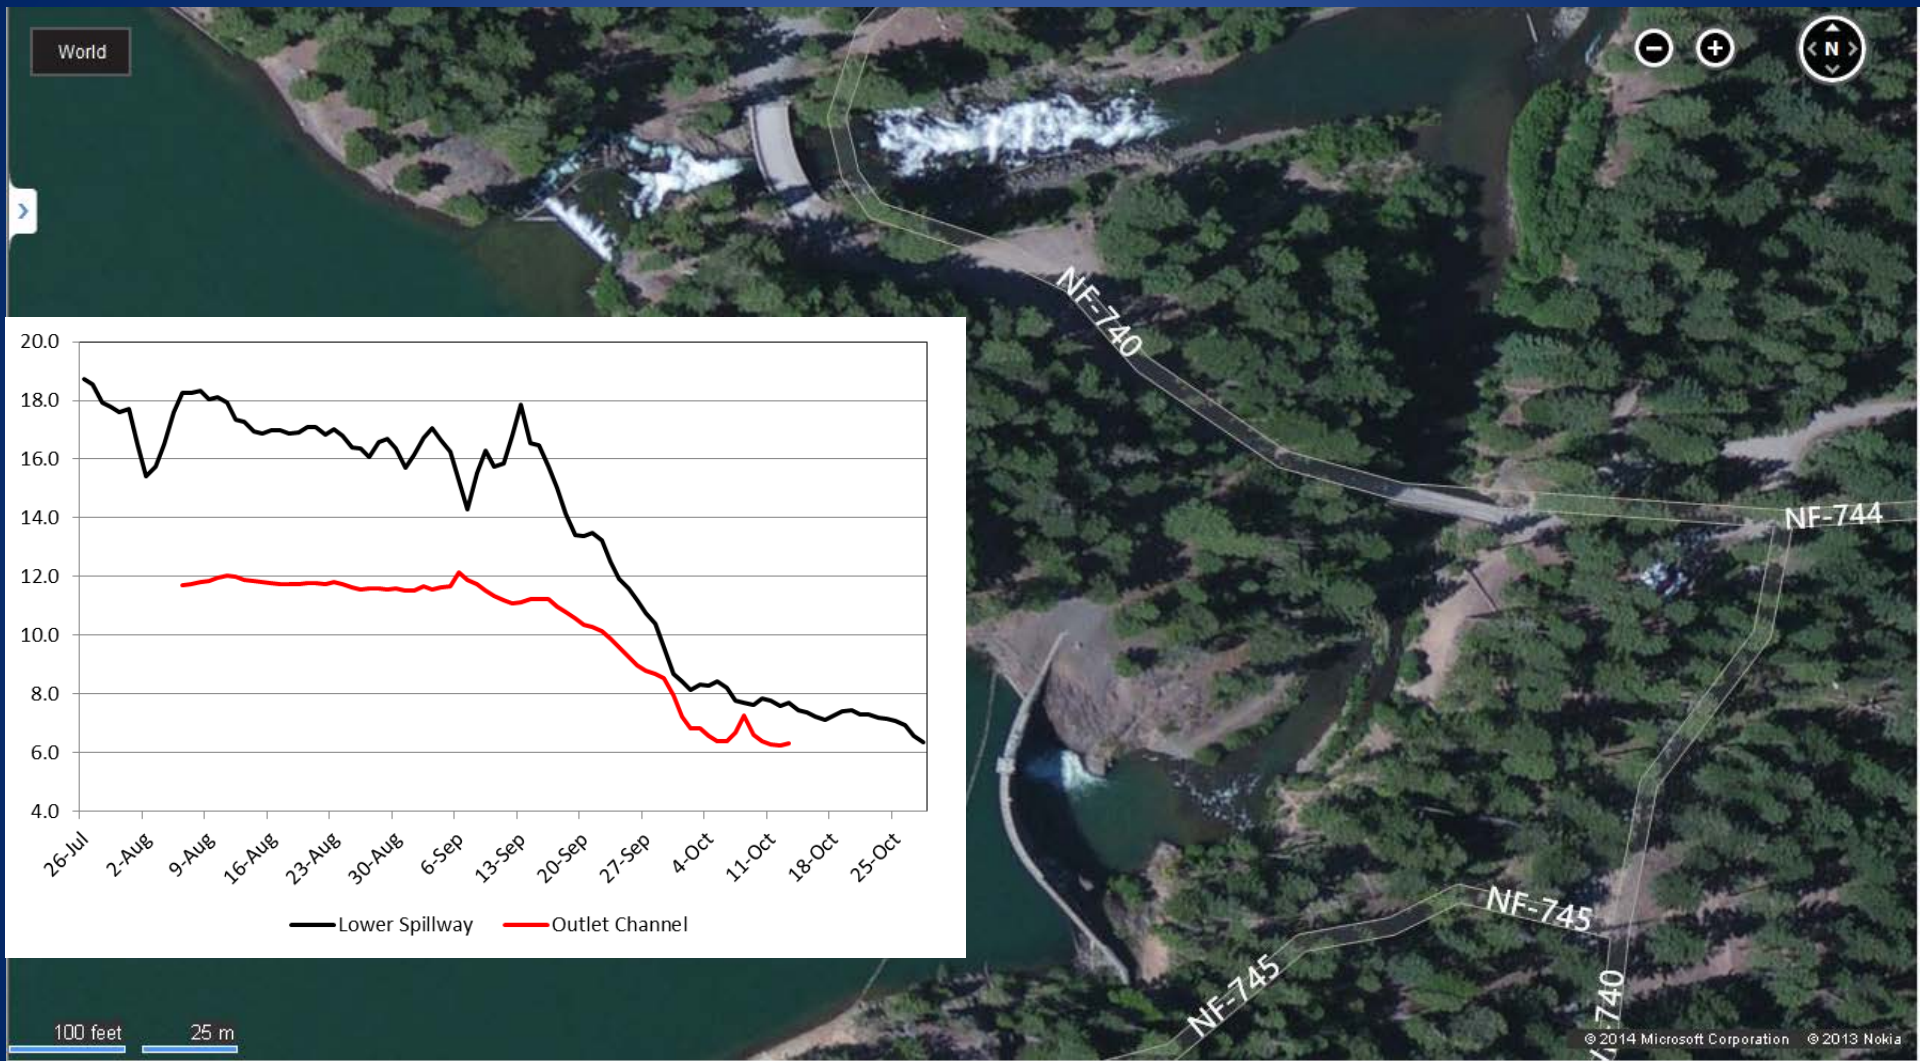 World
N
NF-740
NF-744
20.0
18.0
16.0
14.0
12.0
10.0
8.0
6.0
4.0
26-Jul
2-Aug
9-Aug
16-Aug
23-Aug
30-Aug
6-Sep
13-Sep
20-Sep
27-Sep
4-Oct
11-Oct
18-Oct
25-Oct
Lower Spillway
Outlet Channel
NF-745
NF-745
-740
100 feet
25 m
© 2014 Microsoft Corporation © 2013 Nokia